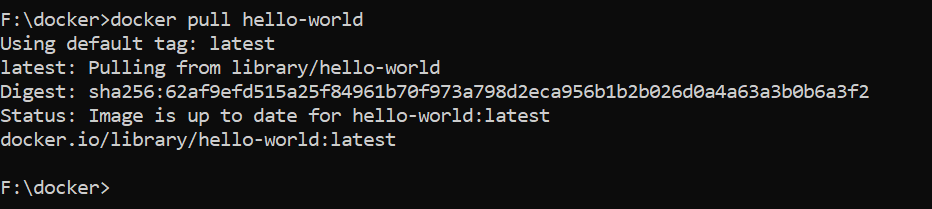 F:\docker>docker pull hello-world
Using default tag: latest
latest: Pulling from library/hello-world
Digest: sha256:62af9efd515a25f84961b70f973a798d2eca956b1b2b026d0a4a63a3b0b6a3f2
Status: Image is up to date for hello-world:latest
docker.io/library/hello-world:latest
F:\docker>